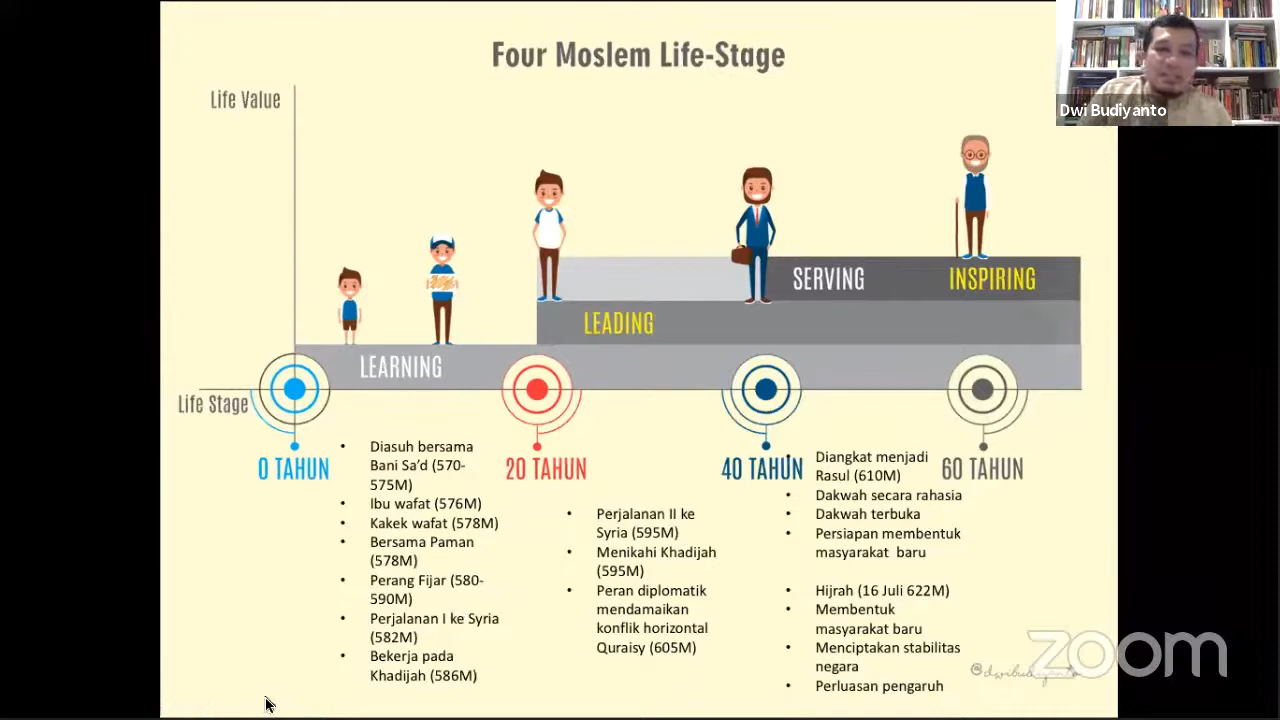 Four Moslem Life-Stage
Dwi Budiyanto
Life Value
SERVING
INSPIRING
LEADING
LEARNING
Life Stage
0 TAHUN
20 TAHUN
40 TAHUN
60 TAHUN
• Diasuh bersama
Bani Sa’d (570-
575M)
• Ibu wafat (576M)
• Kakek wafat (578M)
• Bersama Paman
(578M)
• Perang Fijar (580-
590M)
• Perjalanan I ke Syria
(582M)
• Bekerja pada
Khadijah (586M)
• Perjalanan II ke
Syria (595M)
• Menikahi Khadijah
(595M)
• Peran diplomatik
mendamaikan
konflik horizontal
Quraisy (605M)
• Diangkat menjadi
Rasul (610M)
• Dakwah secara rahasia
• Dakwah terbuka
• Persiapan membentuk
masyarakat baru
• Hijrah (16 Juli 622M)
• Membentuk
masyarakat baru
• Menciptakan stabilitas
negara
• Perluasan pengaruh
@dwibudiyanto
zoom